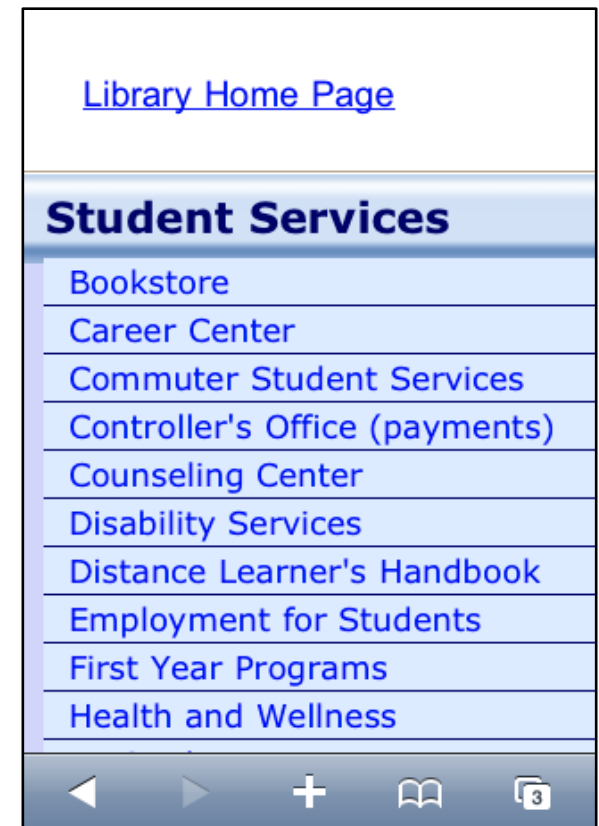 Library Home Page
Student Services
Bookstore
Career Center
Commuter Student Services
Controller's Office (payments)
Counseling Center
Disability Services
Distance Learner's Handbook
Employment for Students
First Year Programs
Health and Wellness
3